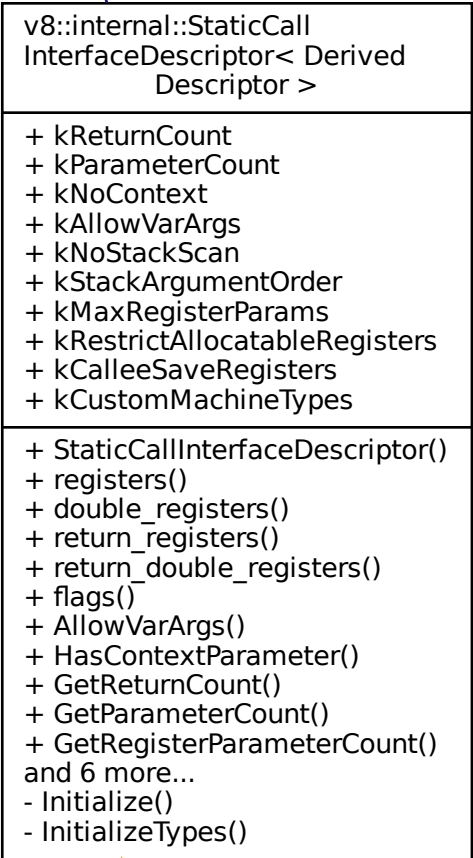 v8::internal::StaticCall
InterfaceDescriptor< Derived
Descriptor >
+ kReturnCount
+ kParameterCount
+ kNoContext
+ kAllowVarArgs
+ kNoStackScan
+ kStackArgumentOrder
+ kMaxRegisterParams
+ kRestrictAllocatableRegisters
+ kCalleeSaveRegisters
+ kCustomMachineTypes
+ StaticCallInterfaceDescriptor()
+ registers()
+ double_registers()
+ return_registers()
+ return_double_registers()
+ flags()
+ AllowVarArgs()
+ HasContextParameter()
+ GetReturnCount()
+ GetParameterCount()
+ GetRegisterParameterCount()
and 6 more...
- Initialize()
- InitializeTypes()